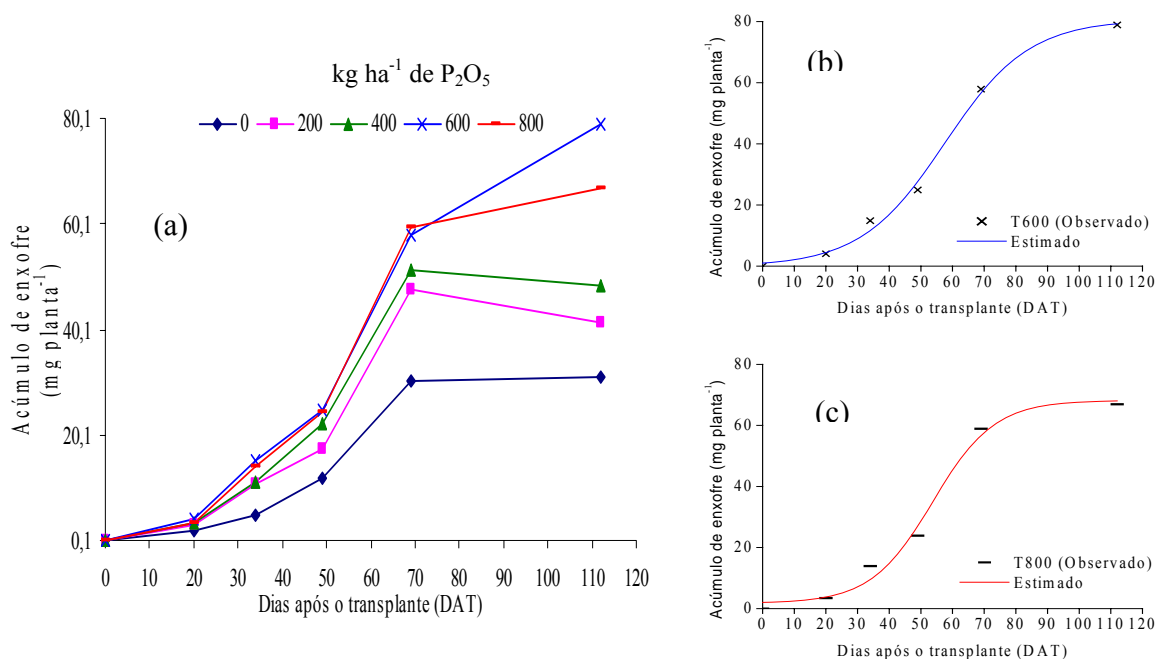 kg ha⁻¹ de P₂O₅
0 200 400 600 800
(a)
Acúmulo de enxofre
(mg planta⁻¹)
80,1
60,1
40,1
20,1
0,1
0 10 20 30 40 50 60 70 80 90 100 110 120
Dias após o transplante (DAT)
(b)
Acúmulo de enxofre (mg planta⁻¹)
80
60
40
20
0
T600 (Observado)
Estimado
0 10 20 30 40 50 60 70 80 90 100 110 120
Dias após o transplante (DAT)
(c)
Acúmulo de enxofre (mg planta⁻¹)
80
60
40
20
0
T800 (Observado)
Estimado
0 10 20 30 40 50 60 70 80 90 100 110 120
Dias após o transplante (DAT)